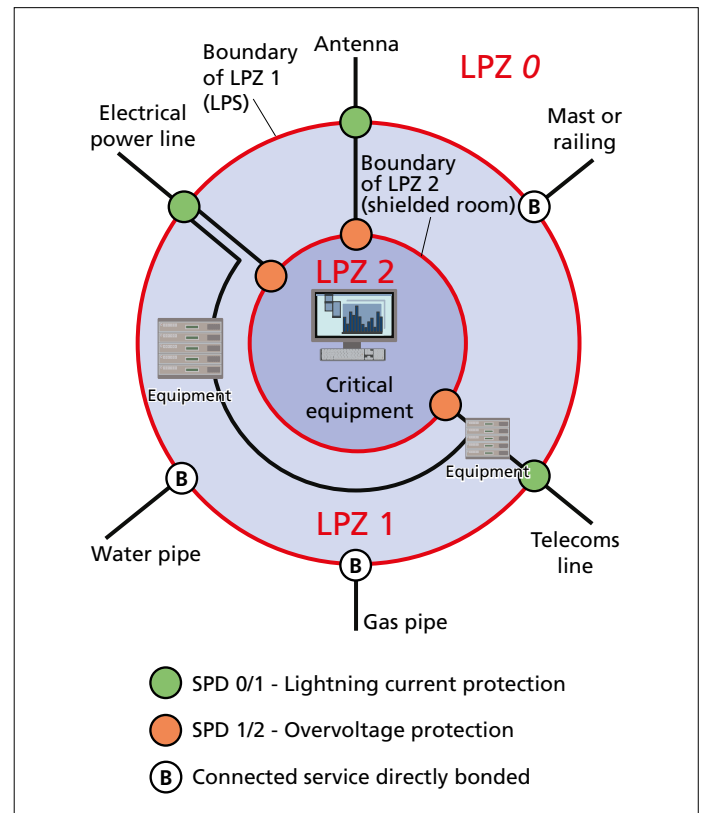 Antenna
LPZ 0
Boundary
of LPZ 1
(LPS)
Electrical
power line
Mast or
railing
Boundary
of LPZ 2
(shielded room)
B
LPZ 2
Critical
equipment
Equipment
Equipment
B
LPZ 1
Water pipe
Telecoms
line
B
Gas pipe
SPD 0/1 - Lightning current protection
SPD 1/2 - Overvoltage protection
B Connected service directly bonded